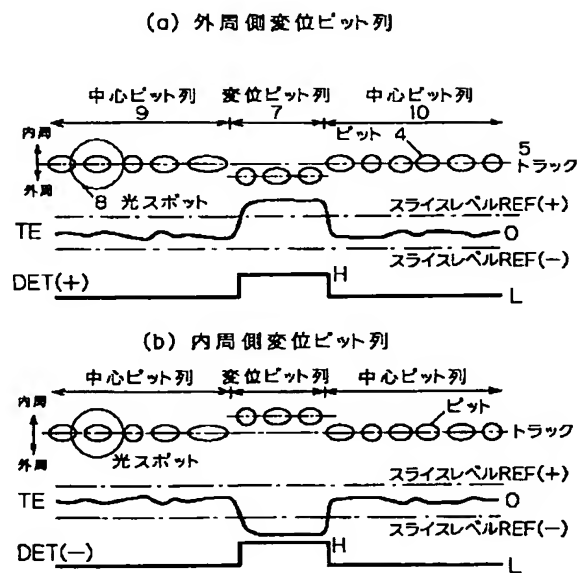 (a) 外周側変位ピット列
中心ピット列 変位ピット列 中心ピット列
9 7 10
ピット 4
内周
外周
5
トラック
8 光スポット
スライスレベルREF(+)
TE
0
スライスレベルREF(−)
DET(+)
H
L
(b) 内周側変位ピット列
中心ピット列 変位ピット列 中心ピット列
内周
外周
ピット
トラック
光スポット
スライスレベルREF(+)
TE
0
スライスレベルREF(−)
DET(−)
H
L